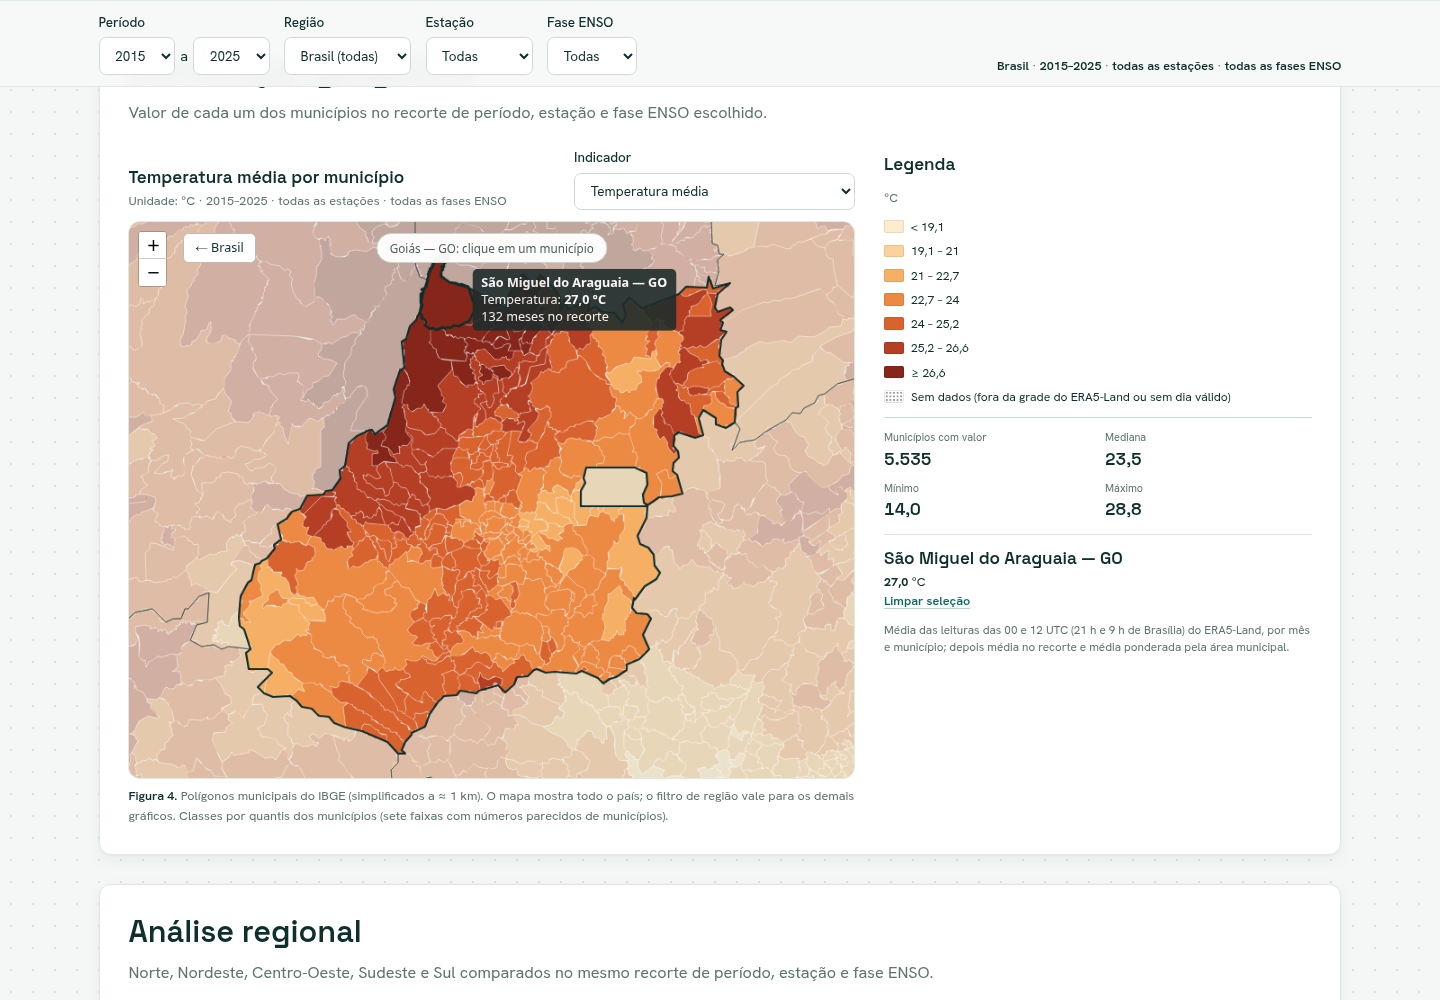 Período
Região
Estação
Fase ENSO
2015
a
2025
Brasil (todas)
Todas
Todas
Brasil · 2015–2025 · todas as estações · todas as fases ENSO
Valor de cada um dos municípios no recorte de período, estação e fase ENSO escolhido.
Temperatura média por município
Unidade: °C · 2015–2025 · todas as estações · todas as fases ENSO
Indicador
Temperatura média
+
−
← Brasil
Goiás — GO: clique em um município
São Miguel do Araguaia — GO
Temperatura: 27,0 °C
132 meses no recorte
Legenda
°C
< 19,1
19,1 – 21
21 – 22,7
22,7 – 24
24 – 25,2
25,2 – 26,6
≥ 26,6
Sem dados (fora da grade do ERA5-Land ou sem dia válido)
Municípios com valor
Mediana
5.535
23,5
Mínimo
Máximo
14,0
28,8
São Miguel do Araguaia — GO
27,0 °C
Limpar seleção
Média das leituras das 00 e 12 UTC (21 h e 9 h de Brasília) do ERA5-Land, por mês
e município; depois média no recorte e média ponderada pela área municipal.
Figura 4. Polígonos municipais do IBGE (simplificados a ≈ 1 km). O mapa mostra todo o país; o filtro de região vale para os demais
gráficos. Classes por quantis dos municípios (sete faixas com números parecidos de municípios).
Análise regional
Norte, Nordeste, Centro-Oeste, Sudeste e Sul comparados no mesmo recorte de período, estação e fase ENSO.